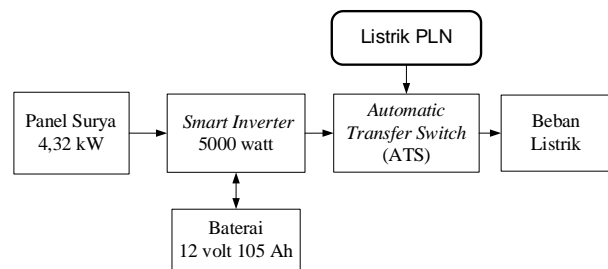 Listrik PLN
Panel Surya
4,32 kW
Smart Inverter
5000 watt
Automatic
Transfer Switch
(ATS)
Beban
Listrik
Baterai
12 volt 105 Ah